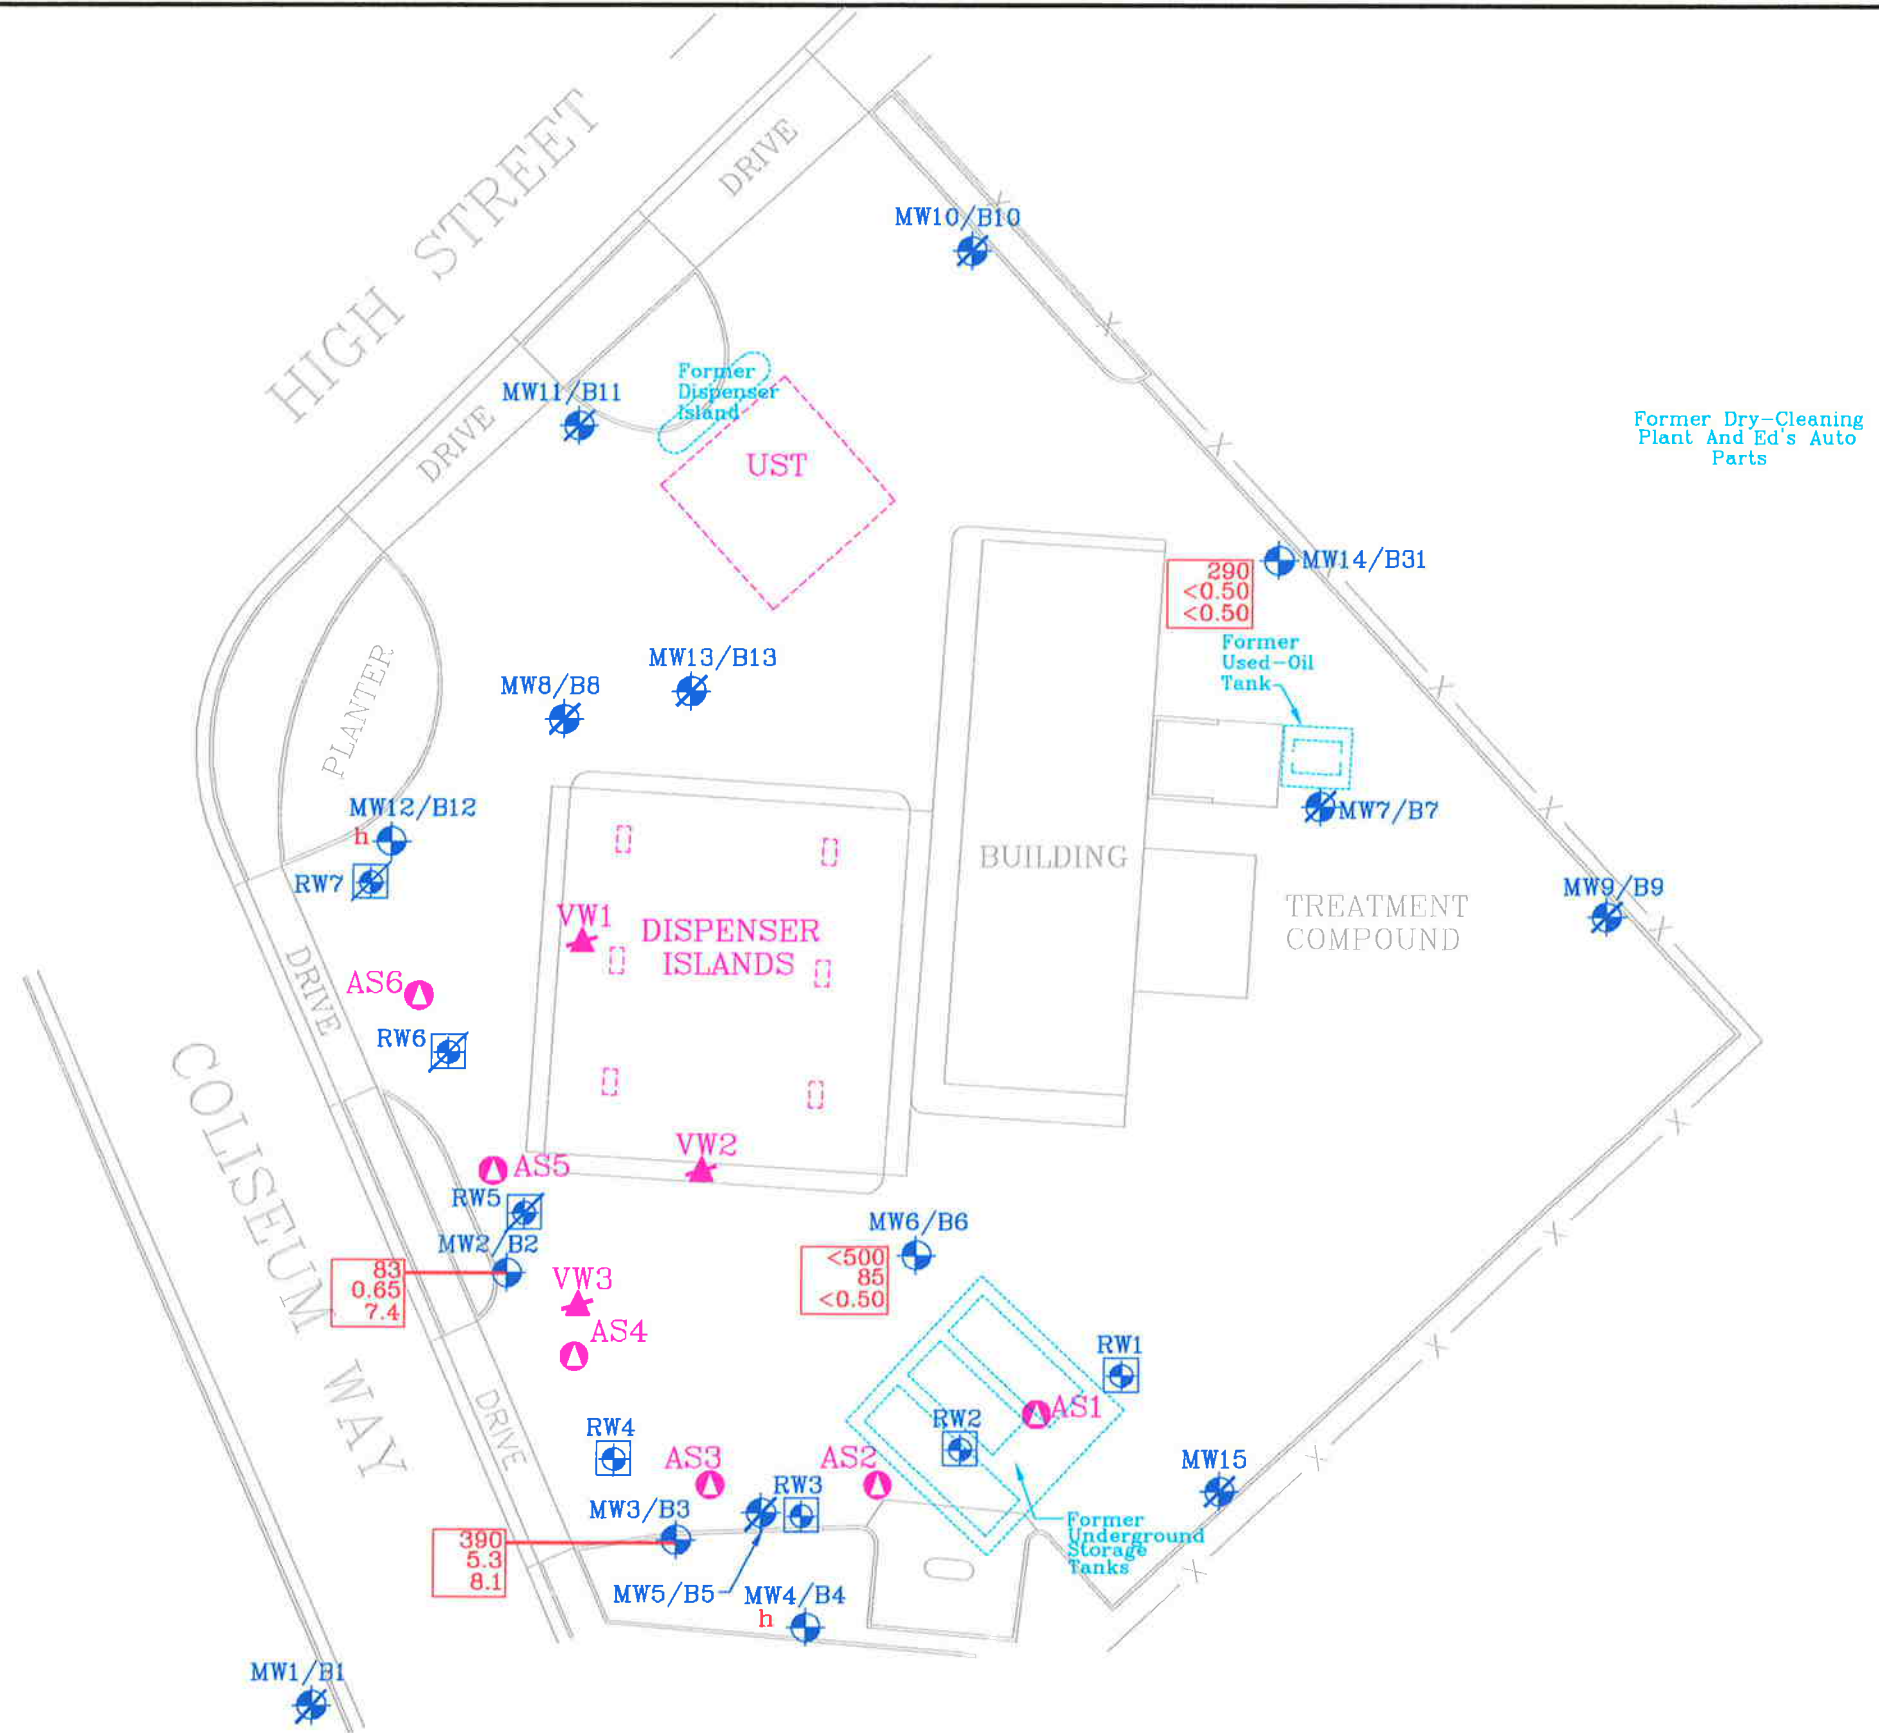 HIGH STREET
DRIVE
MW10/B10
Former
Dispenser
Island
MW11/B11
DRIVE
UST
Former Dry-Cleaning
Plant And Ed's Auto
Parts
MW14/B31
290
<0.50
<0.50
Former
Used-Oil
Tank
MW13/B13
MW8/B8
PLANTER
MW12/B12
h
RW7
MW7/B7
BUILDING
TREATMENT
COMPOUND
MW9/B9
VW1
DISPENSER
ISLANDS
DRIVE
AS6
RW6
COLISEUM WAY
AS5
VW2
RW5
MW2/B2
83
0.65
7.4
MW6/B6
<500
85
<0.50
VW3
AS4
RW1
AS1
RW2
DRIVE
RW4
AS3
AS2
RW3
MW15
MW3/B3
390
5.3
8.1
Former
Underground
Storage
Tanks
MW5/B5
MW4/B4
h
MW1/B1